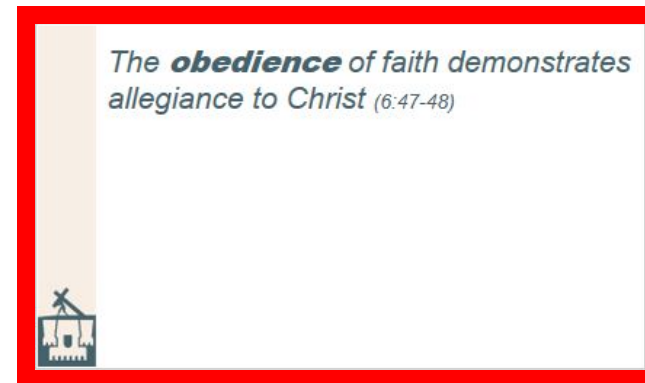 The obedience of faith demonstrates
allegiance to Christ (6:47-48)